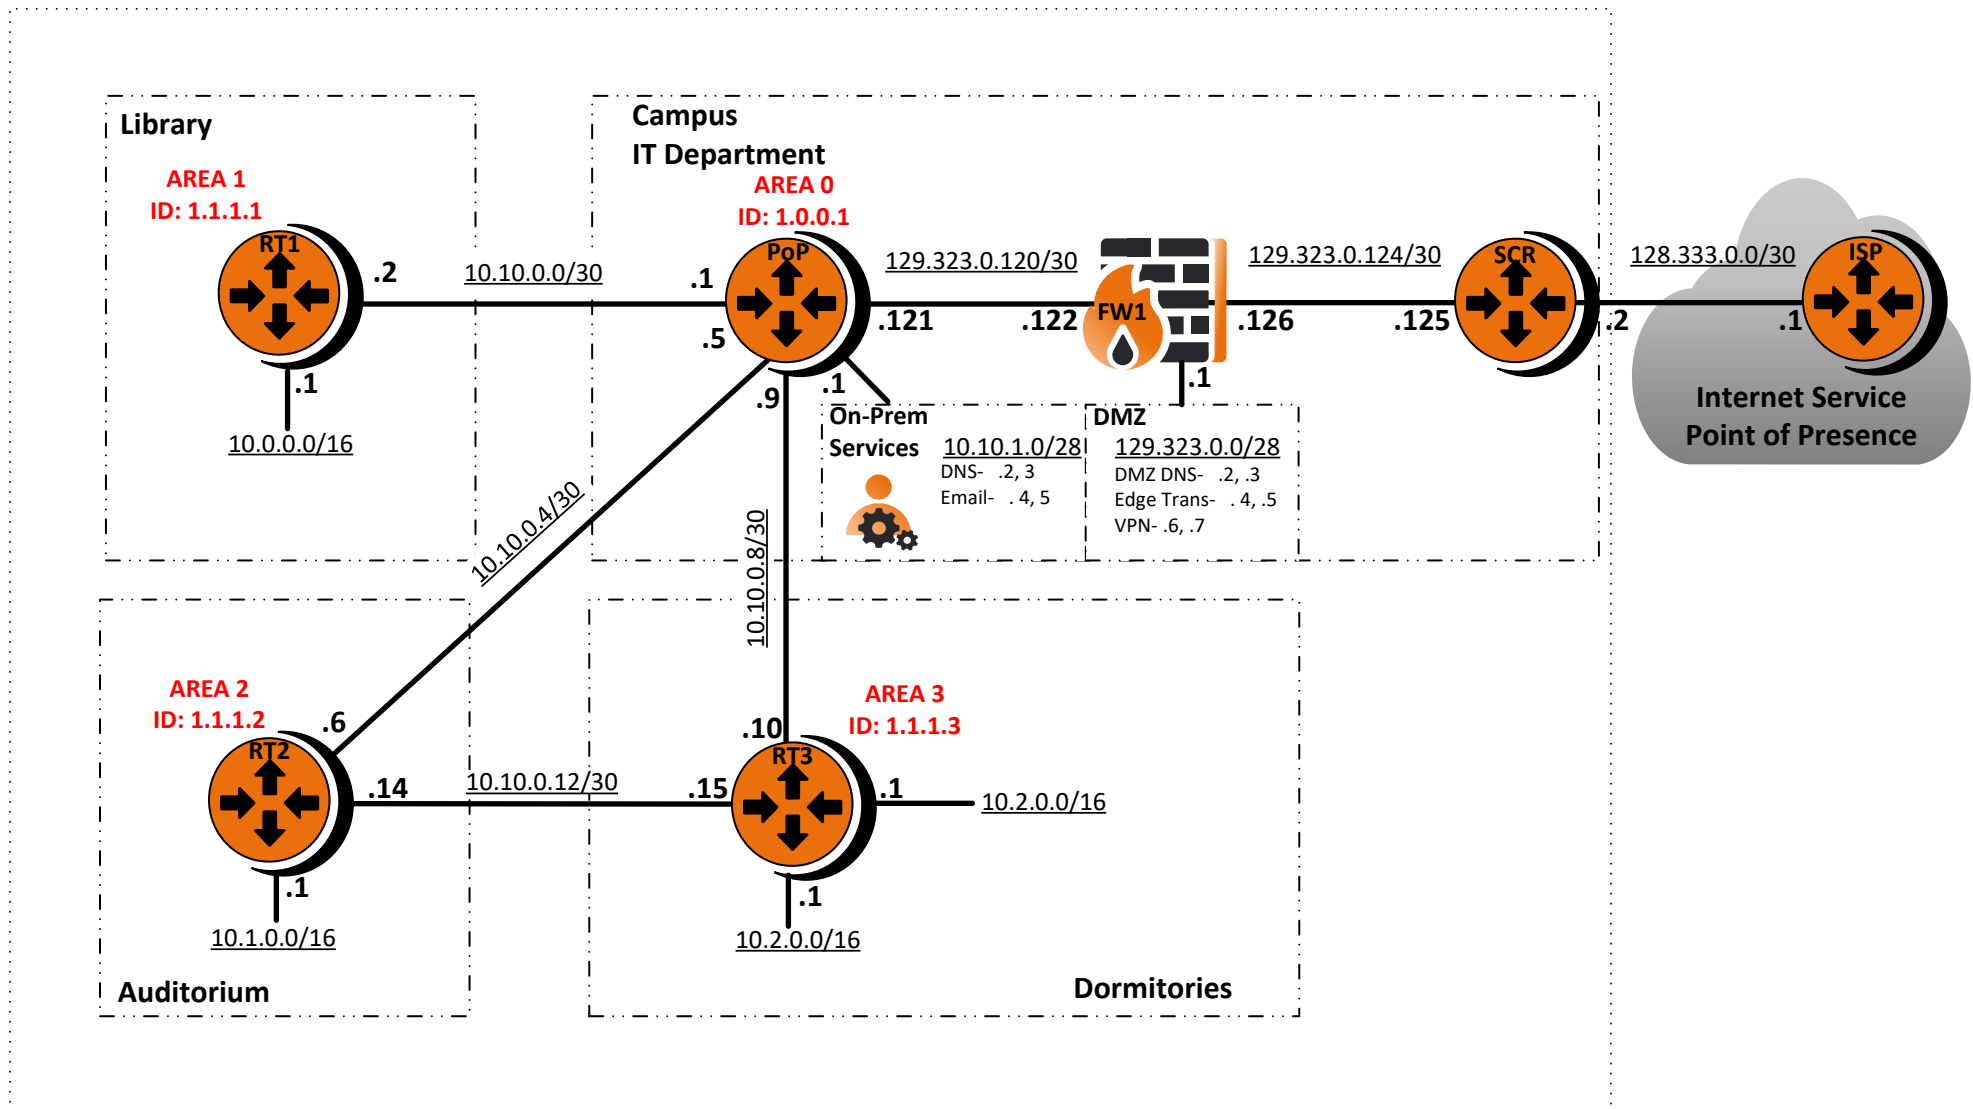 Library
AREA 1
ID: 1.1.1.1
RT1
.2
10.10.0.0/30
.1
10.0.0.0/16
Campus
IT Department
AREA 0
ID: 1.0.0.1
PoP
.1
.5
.9
.1
.121
129.323.0.120/30
.122
FW1
.126
129.323.0.124/30
.125
SCR
.2
128.333.0.0/30
.1
ISP
Internet Service
Point of Presence
.1
On-Prem
Services
10.10.1.0/28
DNS- .2, 3
Email- . 4, 5
DMZ
129.323.0.0/28
DMZ DNS- .2, .3
Edge Trans- . 4, .5
VPN- .6, .7
10.10.0.4/30
10.10.0.8/30
AREA 2
ID: 1.1.1.2
.6
RT2
.14
10.10.0.12/30
.15
.1
10.1.0.0/16
Auditorium
AREA 3
ID: 1.1.1.3
.10
RT3
.1
10.2.0.0/16
.1
10.2.0.0/16
Dormitories